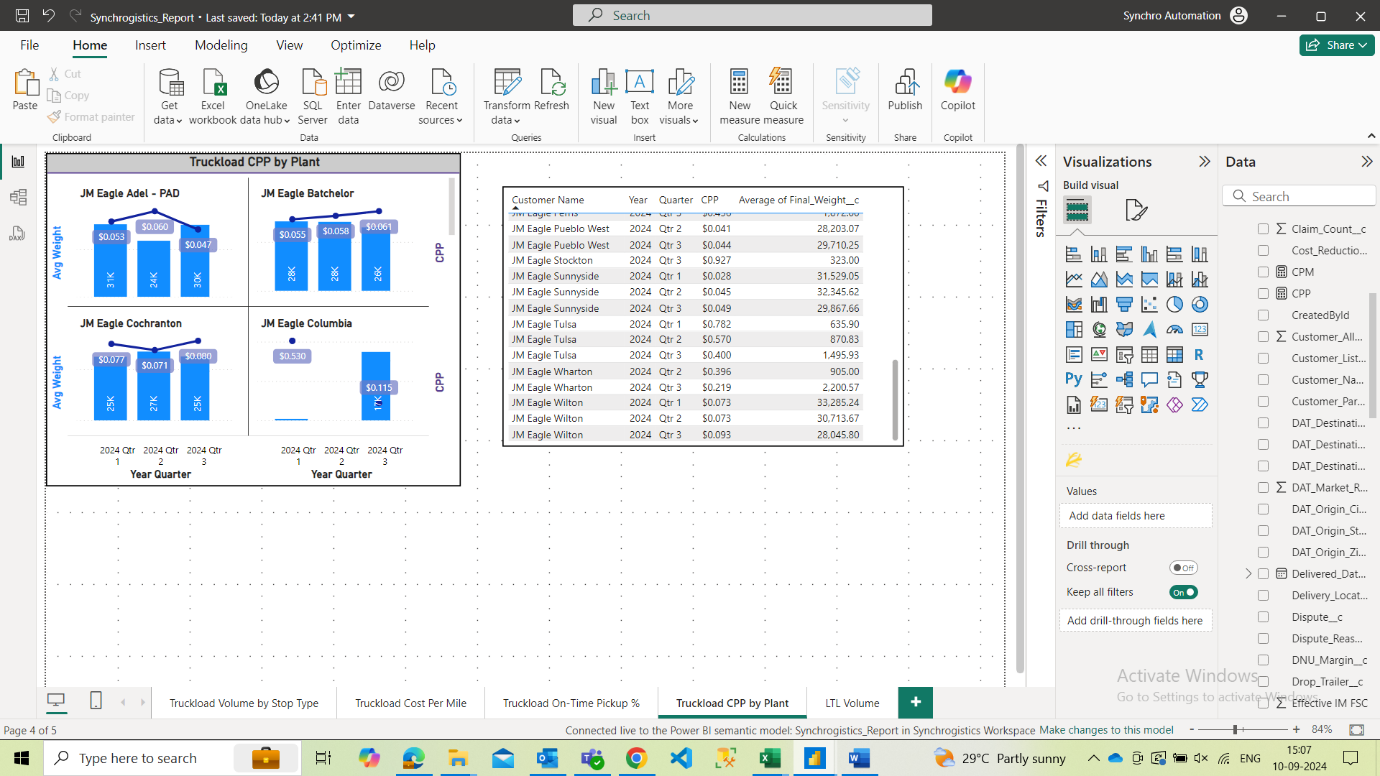 Synchrogistics_Report • Last saved: Today at 2:41 PM
Search
Synchro Automation
File Home Insert Modeling View Optimize Help
Share
Paste
Cut
Copy
Format painter
Clipboard
Get data
Excel workbook
OneLake data hub
SQL Server
Enter data
Dataverse
Recent sources
Data
Transform data
Refresh
Queries
New visual
Text box
More visuals
Insert
New measure
Quick measure
Calculations
Sensitivity
Sensitivity
Publish
Share
Copilot
Copilot
Truckload CPP by Plant
JM Eagle Adel - PAD
Avg Weight
$0.053 $0.060 $0.047
31K 24K 30K
JM Eagle Batchelor
$0.055 $0.058 $0.061
28K 28K 26K
CPP
JM Eagle Cochranton
Avg Weight
$0.077 $0.071 $0.080
25K 27K 25K
JM Eagle Columbia
$0.530 $0.115
17K
CPP
2024 Qtr 1 2024 Qtr 2 2024 Qtr 3
Year Quarter
2024 Qtr 1 2024 Qtr 2 2024 Qtr 3
Year Quarter
Customer Name Year Quarter CPP Average of Final_Weight__c
JM Eagle Pueblo West 2024 Qtr 2 $0.041 28,203.07
JM Eagle Pueblo West 2024 Qtr 3 $0.044 29,710.25
JM Eagle Stockton 2024 Qtr 3 $0.927 323.00
JM Eagle Sunnyside 2024 Qtr 1 $0.028 31,529.05
JM Eagle Sunnyside 2024 Qtr 2 $0.045 32,345.62
JM Eagle Sunnyside 2024 Qtr 3 $0.049 29,867.66
JM Eagle Tulsa 2024 Qtr 1 $0.782 635.90
JM Eagle Tulsa 2024 Qtr 2 $0.570 870.83
JM Eagle Tulsa 2024 Qtr 3 $0.400 1,495.93
JM Eagle Wharton 2024 Qtr 2 $0.396 905.00
JM Eagle Wharton 2024 Qtr 3 $0.219 2,200.57
JM Eagle Wilton 2024 Qtr 1 $0.073 33,285.24
JM Eagle Wilton 2024 Qtr 2 $0.073 30,713.67
JM Eagle Wilton 2024 Qtr 3 $0.093 28,045.80
Filters
Visualizations
Build visual
R
Py
123
...
Values
Add data fields here
Drill through
Cross-report Off
Keep all filters On
Add drill-through fields here
Data
Search
Claim_Count__c
Cost_Reductio...
CPM
CPP
CreatedById
Customer_All...
Customer_List...
Customer_Na...
Customer_Par...
DAT_Destinati...
DAT_Destinati...
DAT_Destinati...
DAT_Market_R...
DAT_Origin_Ci...
DAT_Origin_St...
DAT_Origin_Zi...
Delivered_Dat...
Delivery_Locat...
Dispute__c
Dispute_Reas...
DNU_Margin__c
Drop_Trailer__c
Effective IM FSC
Activate Windows
Go to Settings to activate Windows.
Truckload Volume by Stop Type
Truckload Cost Per Mile
Truckload On-Time Pickup %
Truckload CPP by Plant
LTL Volume
+
Page 4 of 5
Connected live to the Power BI semantic model: Synchrogistics_Report in Synchrogistics Workspace Make changes to this model
- + 84%
Type here to search
29°C Partly sunny
ENG
15:07
10-09-2024